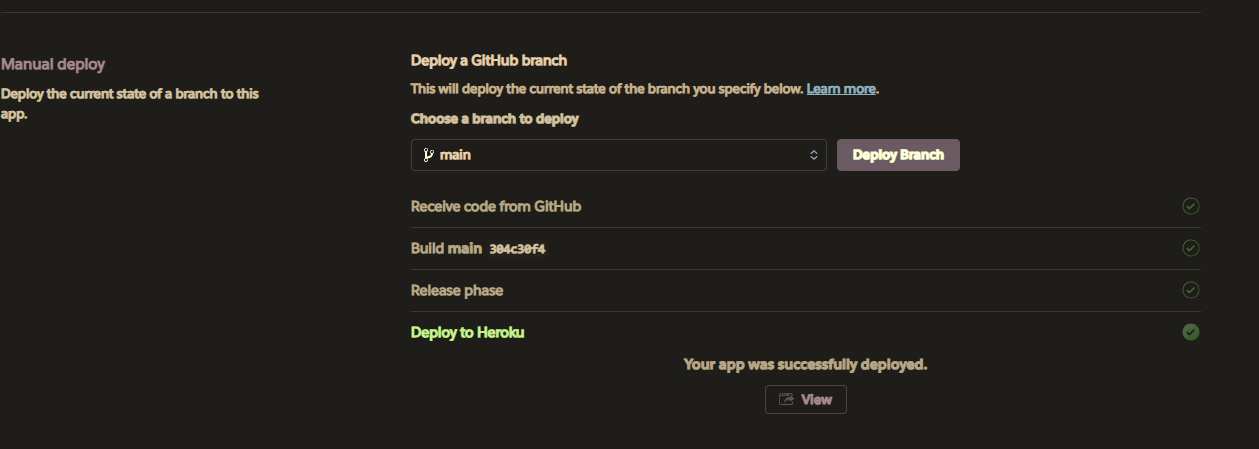 Manual deploy
Deploy the current state of a branch to this
app.
Deploy a GitHub branch
This will deploy the current state of the branch you specify below. Learn more.
Choose a branch to deploy
main
Deploy Branch
Receive code from GitHub
Build main 304c30f4
Release phase
Deploy to Heroku
Your app was successfully deployed.
View